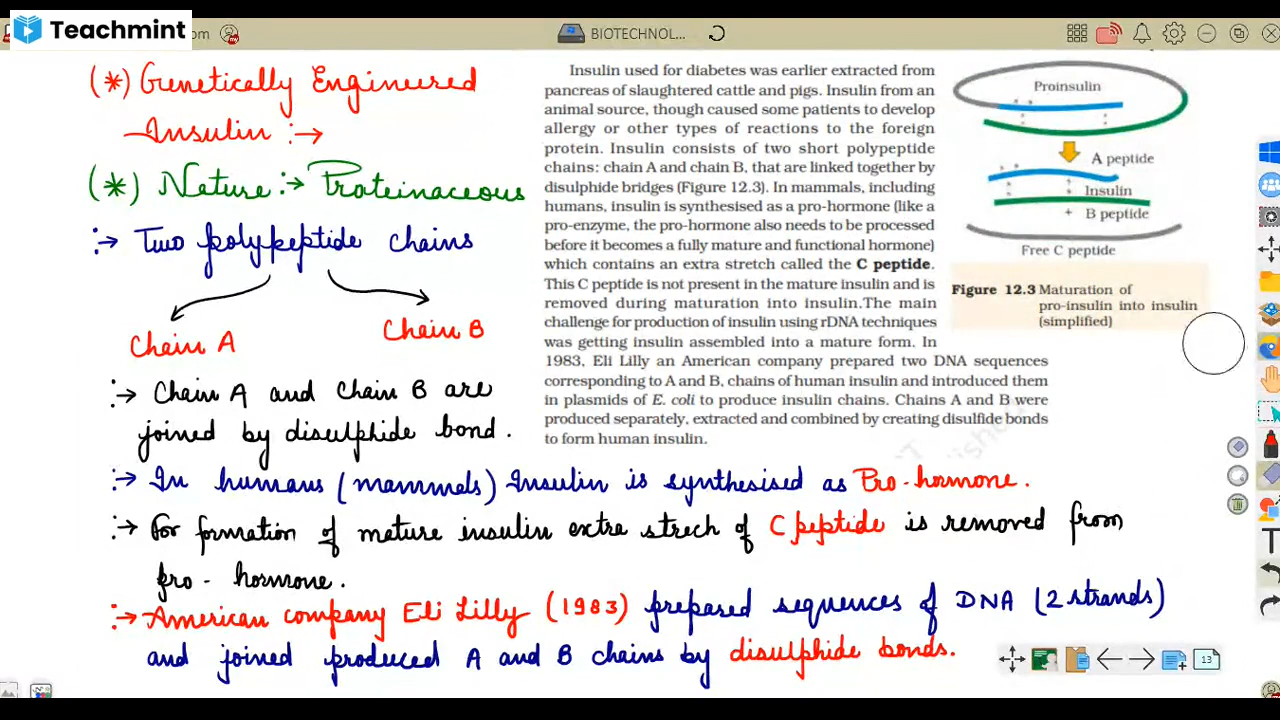 Teachmint
om
BIOTECHNOL...
(*) Genetically Engineered
Insulin :→
(*) Nature :→ Proteinaceous
:→ Two polypeptide chains
Chain A
Chain B
:→ Chain A and Chain B are
joined by disulphide bond.
Insulin used for diabetes was earlier extracted from
pancreas of slaughtered cattle and pigs. Insulin from an
animal source, though caused some patients to develop
allergy or other types of reactions to the foreign
protein. Insulin consists of two short polypeptide
chains: chain A and chain B, that are linked together by
disulphide bridges (Figure 12.3). In mammals, including
humans, insulin is synthesised as a pro-hormone (like a
pro-enzyme, the pro-hormone also needs to be processed
before it becomes a fully mature and functional hormone)
which contains an extra stretch called the C peptide.
This C peptide is not present in the mature insulin and is
removed during maturation into insulin.The main
challenge for production of insulin using rDNA techniques
was getting insulin assembled into a mature form. In
1983, Eli Lilly an American company prepared two DNA sequences
corresponding to A and B, chains of human insulin and introduced them
in plasmids of E. coli to produce insulin chains. Chains A and B were
produced separately, extracted and combined by creating disulfide bonds
to form human insulin.
Proinsulin
A peptide
Insulin
+ B peptide
Free C peptide
Figure 12.3 Maturation of
pro-insulin into insulin
(simplified)
:→ In humans (mammals) Insulin is synthesised as Pro-hormone.
:→ For formation of mature insulin extra strech of C peptide is removed from
pro - hormone.
:→ American company Eli Lilly (1983) prepared sequences of DNA (2 strands)
and joined produced A and B chains by disulphide bonds.
13